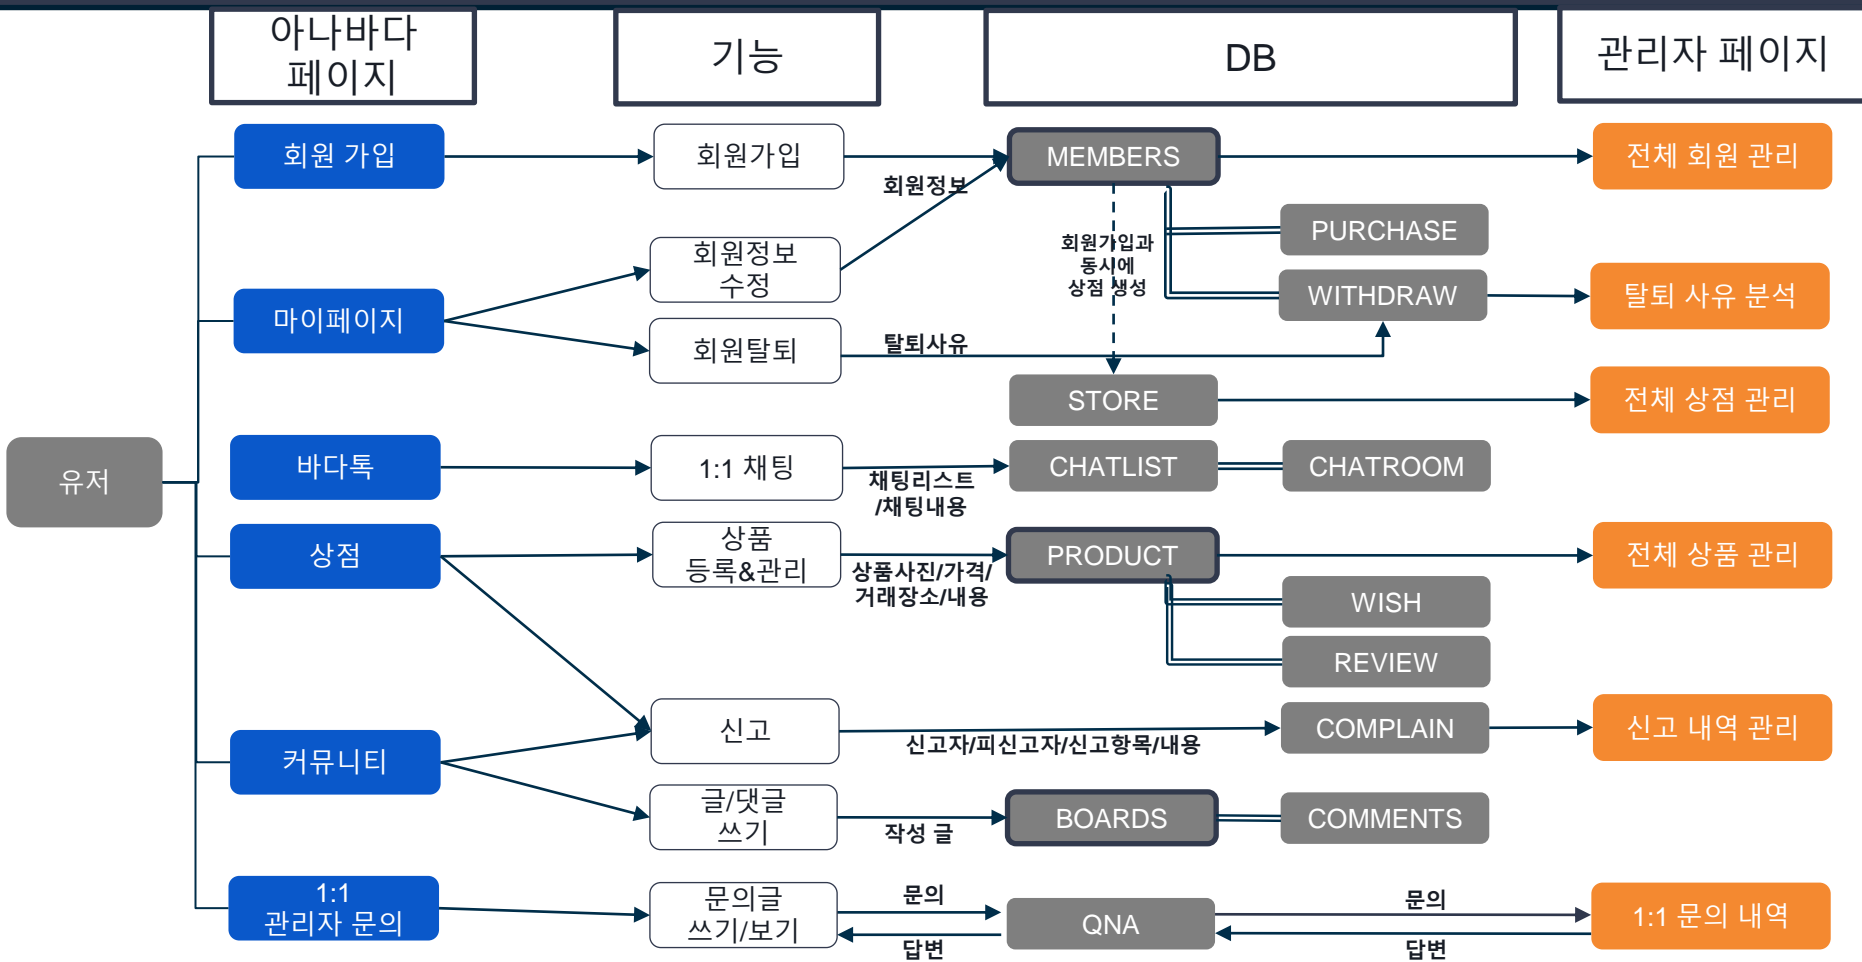 아나바다
페이지
기능
DB
관리자 페이지
회원 가입
회원가입
MEMBERS
전체 회원 관리
회원정보
PURCHASE
회원정보
수정
회원가입과
동시에
상점 생성
마이페이지
WITHDRAW
탈퇴 사유 분석
회원탈퇴
탈퇴사유
STORE
전체 상점 관리
유저
바다톡
1:1 채팅
채팅리스트
/채팅내용
CHATLIST
CHATROOM
상점
상품
등록&관리
상품사진/가격/
거래장소/내용
PRODUCT
전체 상품 관리
WISH
REVIEW
신고
신고자/피신고자/신고항목/내용
COMPLAIN
신고 내역 관리
커뮤니티
글/댓글
쓰기
작성 글
BOARDS
COMMENTS
1:1
관리자 문의
문의글
쓰기/보기
문의
답변
QNA
문의
답변
1:1 문의 내역